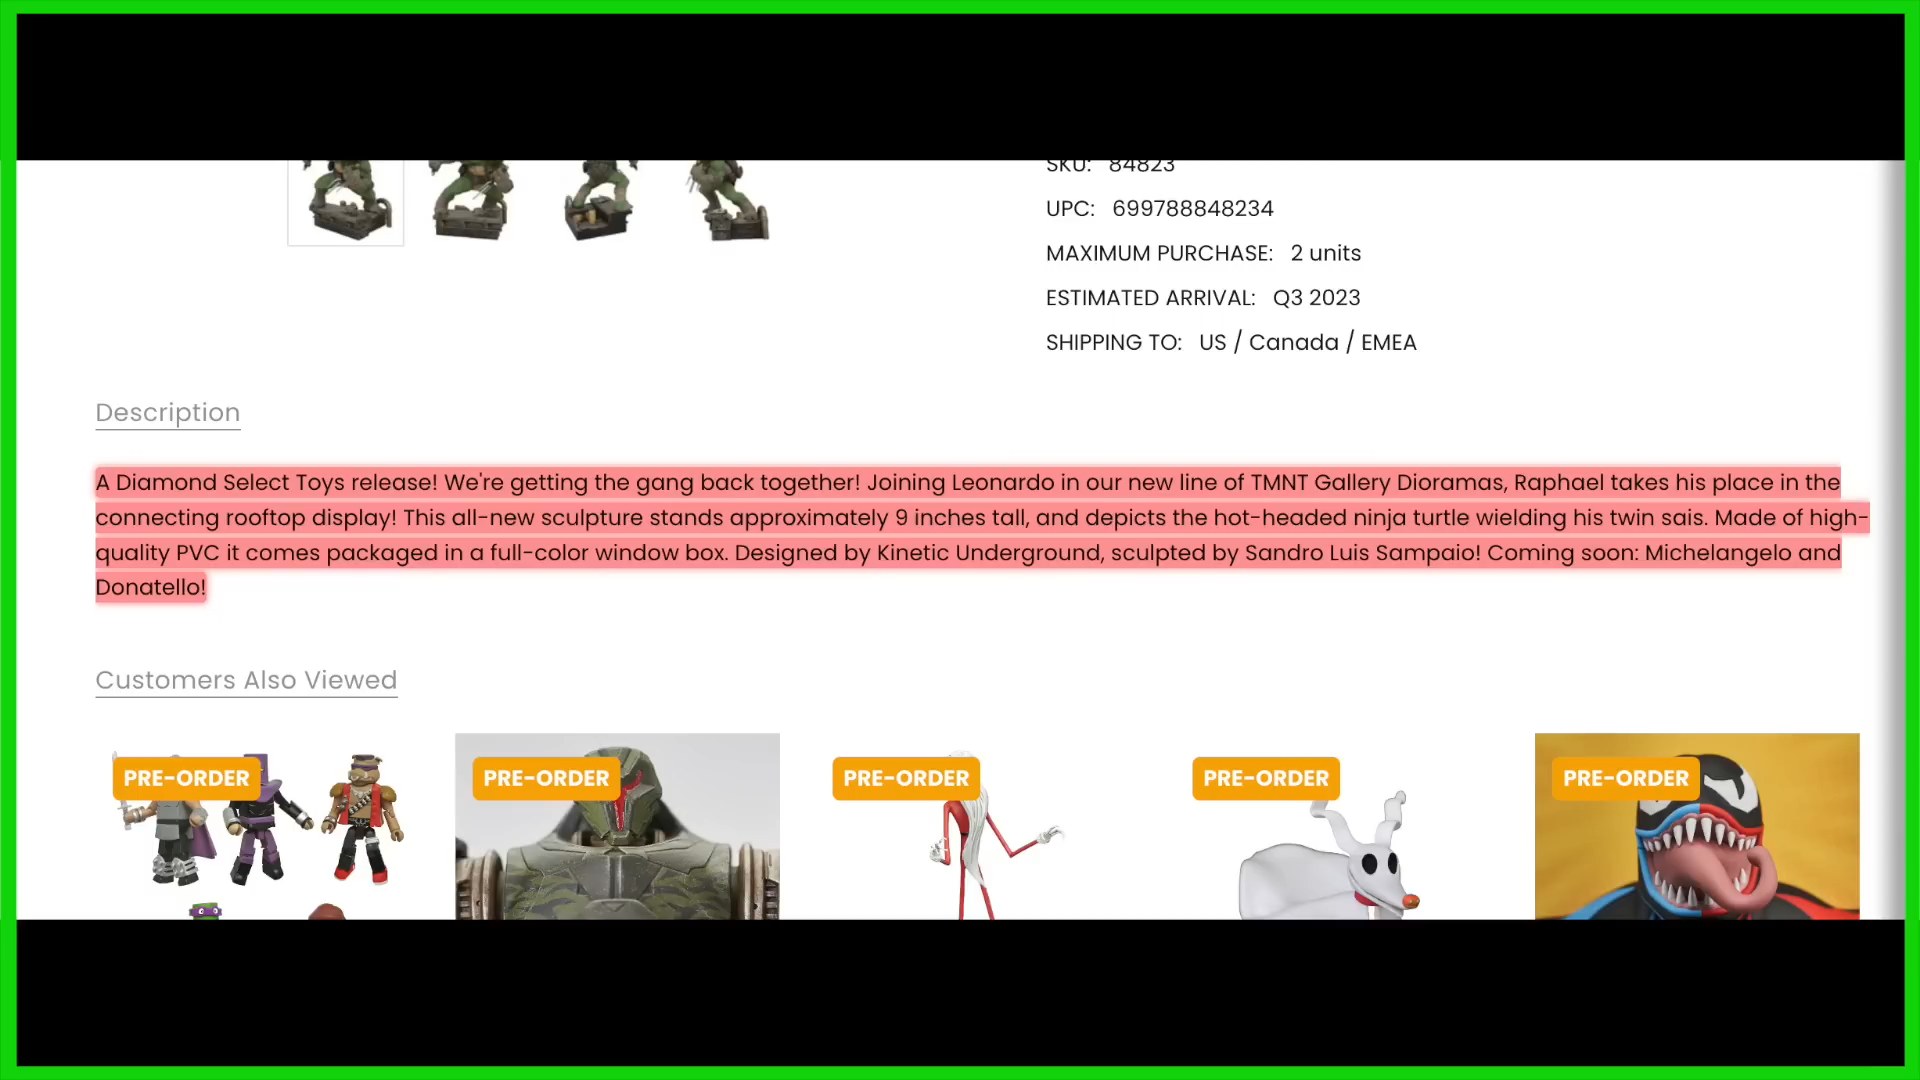 SKU: 84823
UPC: 699788848234
MAXIMUM PURCHASE: 2 units
ESTIMATED ARRIVAL: Q3 2023
SHIPPING TO: US / Canada / EMEA
Description
A Diamond Select Toys release! We're getting the gang back together! Joining Leonardo in our new line of TMNT Gallery Dioramas, Raphael takes his place in the
connecting rooftop display! This all-new sculpture stands approximately 9 inches tall, and depicts the hot-headed ninja turtle wielding his twin sais. Made of high-
quality PVC it comes packaged in a full-color window box. Designed by Kinetic Underground, sculpted by Sandro Luis Sampaio! Coming soon: Michelangelo and
Donatello!
Customers Also Viewed
PRE-ORDER
PRE-ORDER
PRE-ORDER
PRE-ORDER
PRE-ORDER